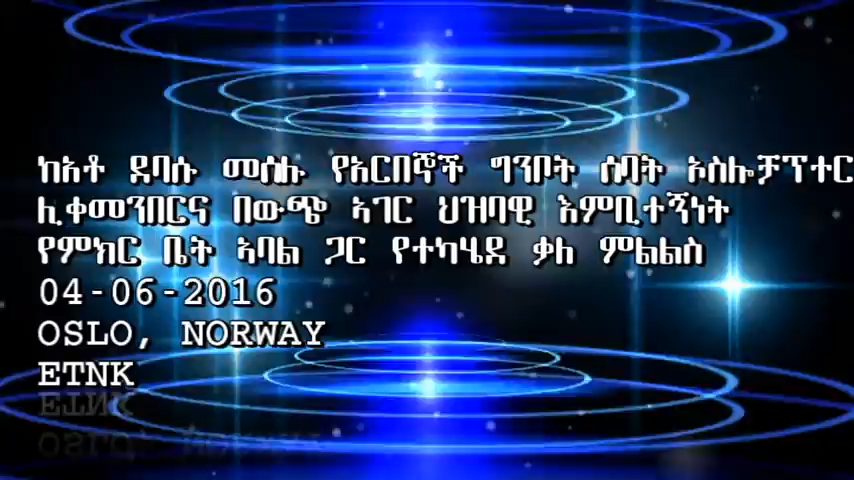 ከአቶ ደባሱ መሰሉ የአርበኞች ግንቦት ሰባት ኦስሎቻፕተር
ሊቀመንበርና በውጭ ኣገር ህዝባዊ እምቢተኝነት
የምክር ቤት ኣባል ጋር የተካሄደ ቃለ ምልልስ
04-06-2016
OSLO, NORWAY
ETNK